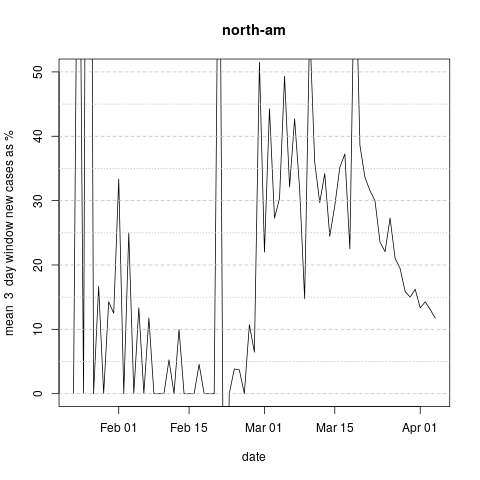 north-am
mean  3  day window new cases as %
50
40
30
20
10
0
Feb 01
Feb 15
Mar 01
Mar 15
Apr 01
date